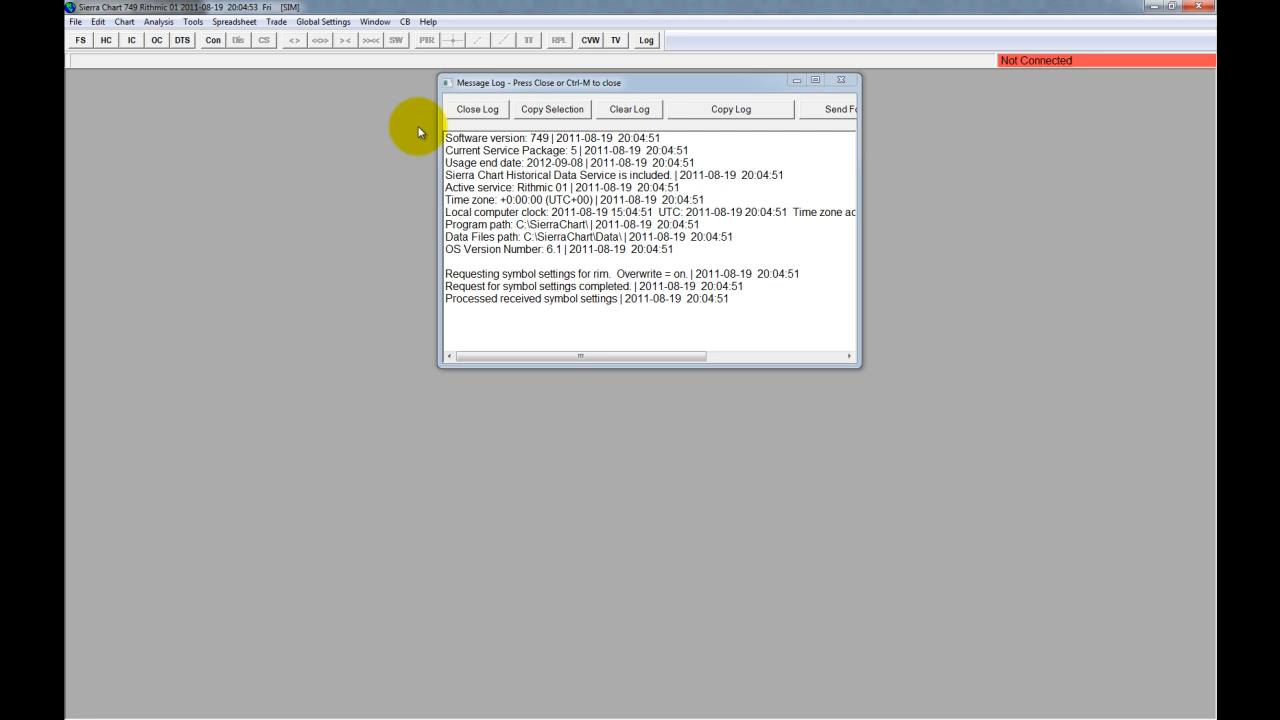 Sierra Chart 749 Rithmic 01 2011-08-19 20:04:53 Fri [SIM]
File Edit Chart Analysis Tools Spreadsheet Trade Global Settings Window CB Help
FS HC IC OC DTS Con Dis CS <> <<>> >< >><< SW PTR TT RPL CVW TV Log
Not Connected
Message Log - Press Close or Ctrl-M to close
Close Log Copy Selection Clear Log Copy Log Send Fo
Software version: 749 | 2011-08-19 20:04:51
Current Service Package: 5 | 2011-08-19 20:04:51
Usage end date: 2012-09-08 | 2011-08-19 20:04:51
Sierra Chart Historical Data Service is included. | 2011-08-19 20:04:51
Active service: Rithmic 01 | 2011-08-19 20:04:51
Time zone: +0:00:00 (UTC+00) | 2011-08-19 20:04:51
Local computer clock: 2011-08-19 15:04:51 UTC: 2011-08-19 20:04:51 Time zone ac
Program path: C:\SierraChart\ | 2011-08-19 20:04:51
Data Files path: C:\SierraChart\Data\ | 2011-08-19 20:04:51
OS Version Number: 6.1 | 2011-08-19 20:04:51
Requesting symbol settings for rim. Overwrite = on. | 2011-08-19 20:04:51
Request for symbol settings completed. | 2011-08-19 20:04:51
Processed received symbol settings | 2011-08-19 20:04:51